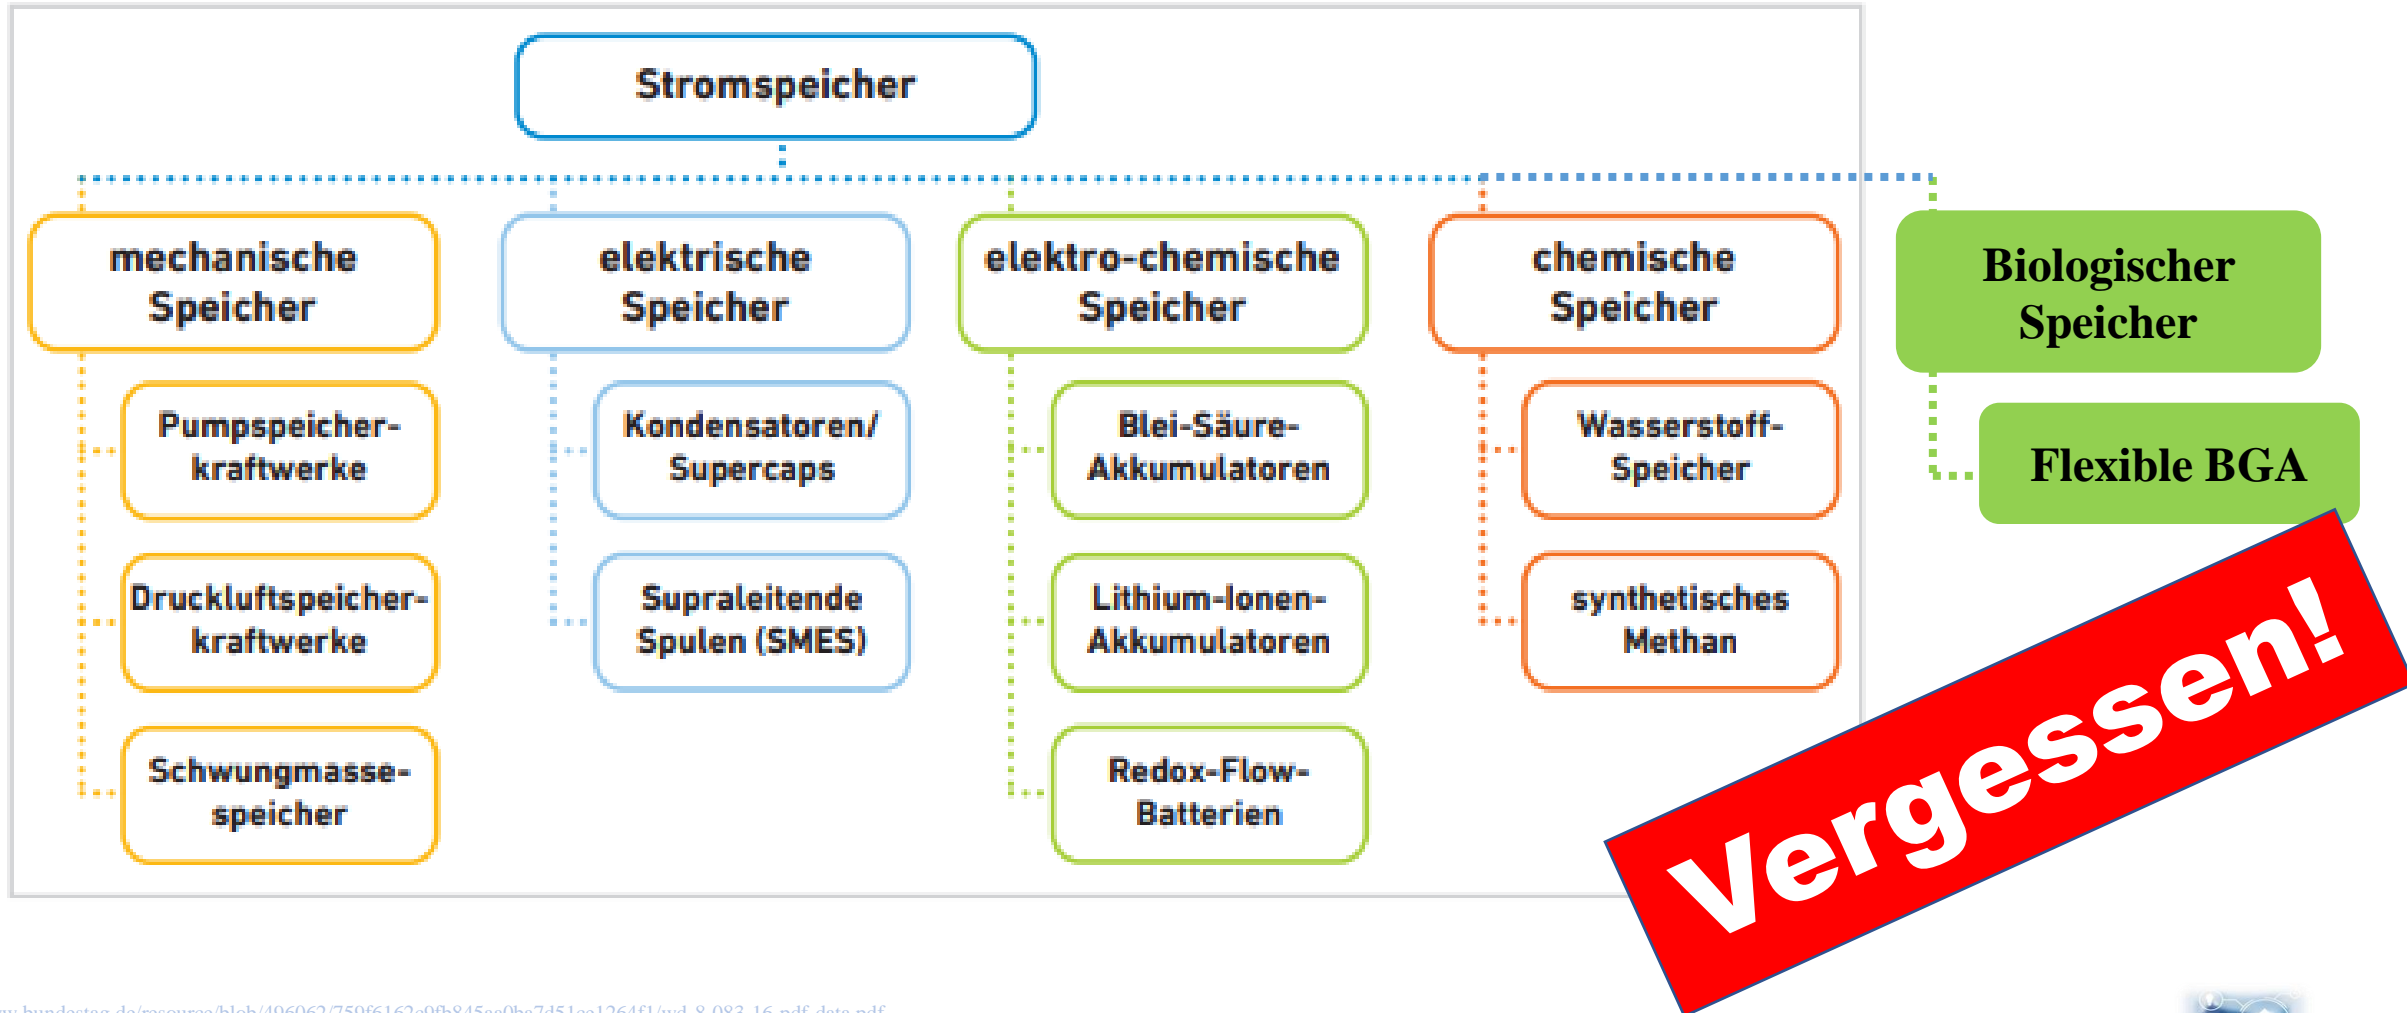 Stromspeicher
mechanische
Speicher
Pumpspeicher-
kraftwerke
Druckluftspeicher-
kraftwerke
Schwungmasse-
speicher
elektrische
Speicher
Kondensatoren/
Supercaps
Supraleitende
Spulen (SMES)
elektro-chemische
Speicher
Blei-Säure-
Akkumulatoren
Lithium-Ionen-
Akkumulatoren
Redox-Flow-
Batterien
chemische
Speicher
Wasserstoff-
Speicher
synthetisches
Methan
Biologischer
Speicher
Flexible BGA
Vergessen!